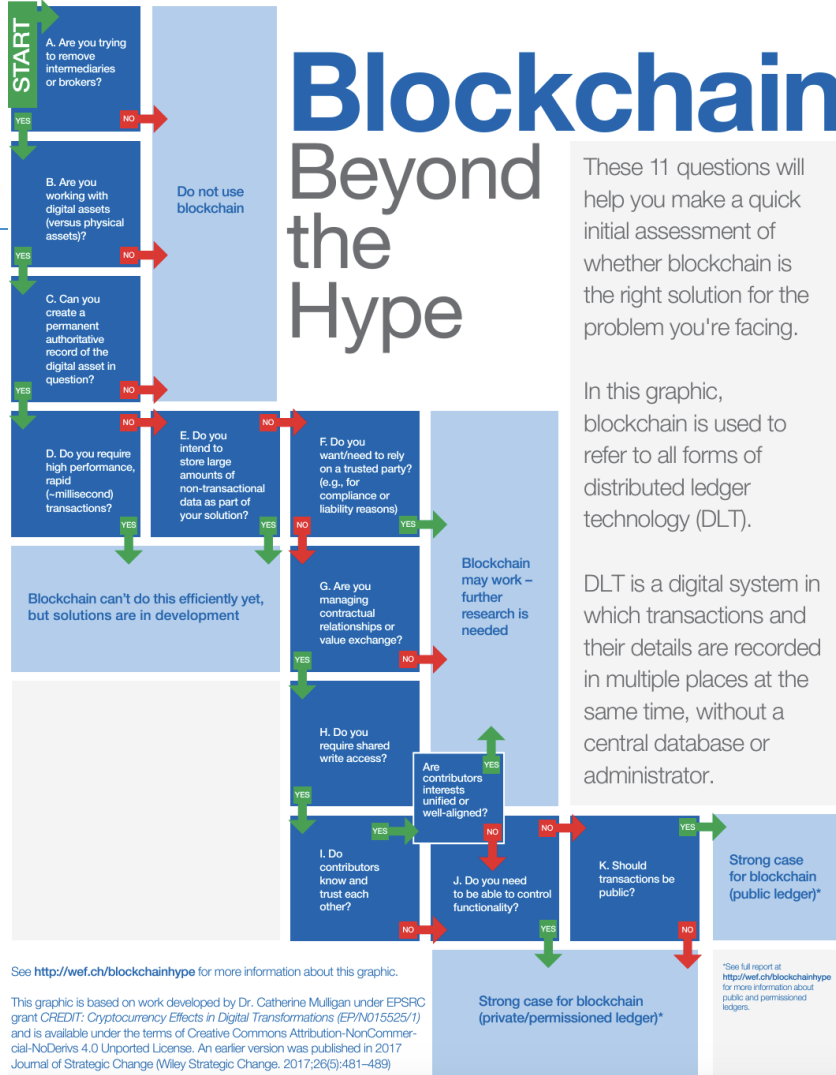 START
A. Are you trying
to remove
intermediaries
or brokers?
YES
NO
B. Are you
working with
digital assets
(versus physical
assets)?
YES
NO
C. Can you
create a
permanent
authoritative
record of the
digital asset in
question?
YES
NO
Do not use
blockchain
Blockchain
Beyond
the
Hype
These 11 questions will
help you make a quick
initial assessment of
whether blockchain is
the right solution for the
problem you're facing.
In this graphic,
blockchain is used to
refer to all forms of
distributed ledger
technology (DLT).
DLT is a digital system in
which transactions and
their details are recorded
in multiple places at the
same time, without a
central database or
administrator.
D. Do you require
high performance,
rapid
(~millisecond)
transactions?
NO
YES
E. Do you
intend to
store large
amounts of
non-transactional
data as part of
your solution?
NO
YES
F. Do you
want/need to rely
on a trusted party?
(e.g., for
compliance or
liability reasons)
NO
YES
Blockchain can't do this efficiently yet,
but solutions are in development
Blockchain
may work –
further
research is
needed
G. Are you
managing
contractual
relationships or
value exchange?
YES
NO
H. Do you
require shared
write access?
YES
Are
contributors
interests
unified or
well-aligned?
YES
NO
I. Do
contributors
know and
trust each
other?
YES
NO
J. Do you need
to be able to control
functionality?
NO
YES
K. Should
transactions be
public?
YES
NO
Strong case
for blockchain
(public ledger)*
Strong case for blockchain
(private/permissioned ledger)*
*See full report at
http://wef.ch/blockchainhype
for more information about
public and permissioned
ledgers.
See http://wef.ch/blockchainhype for more information about this graphic.
This graphic is based on work developed by Dr. Catherine Mulligan under EPSRC
grant CREDIT: Cryptocurrency Effects in Digital Transformations (EP/N015525/1)
and is available under the terms of Creative Commons Attribution-NonCommer-
cial-NoDerivs 4.0 Unported License. An earlier version was published in 2017
Journal of Strategic Change (Wiley Strategic Change. 2017;26(5):481–489)